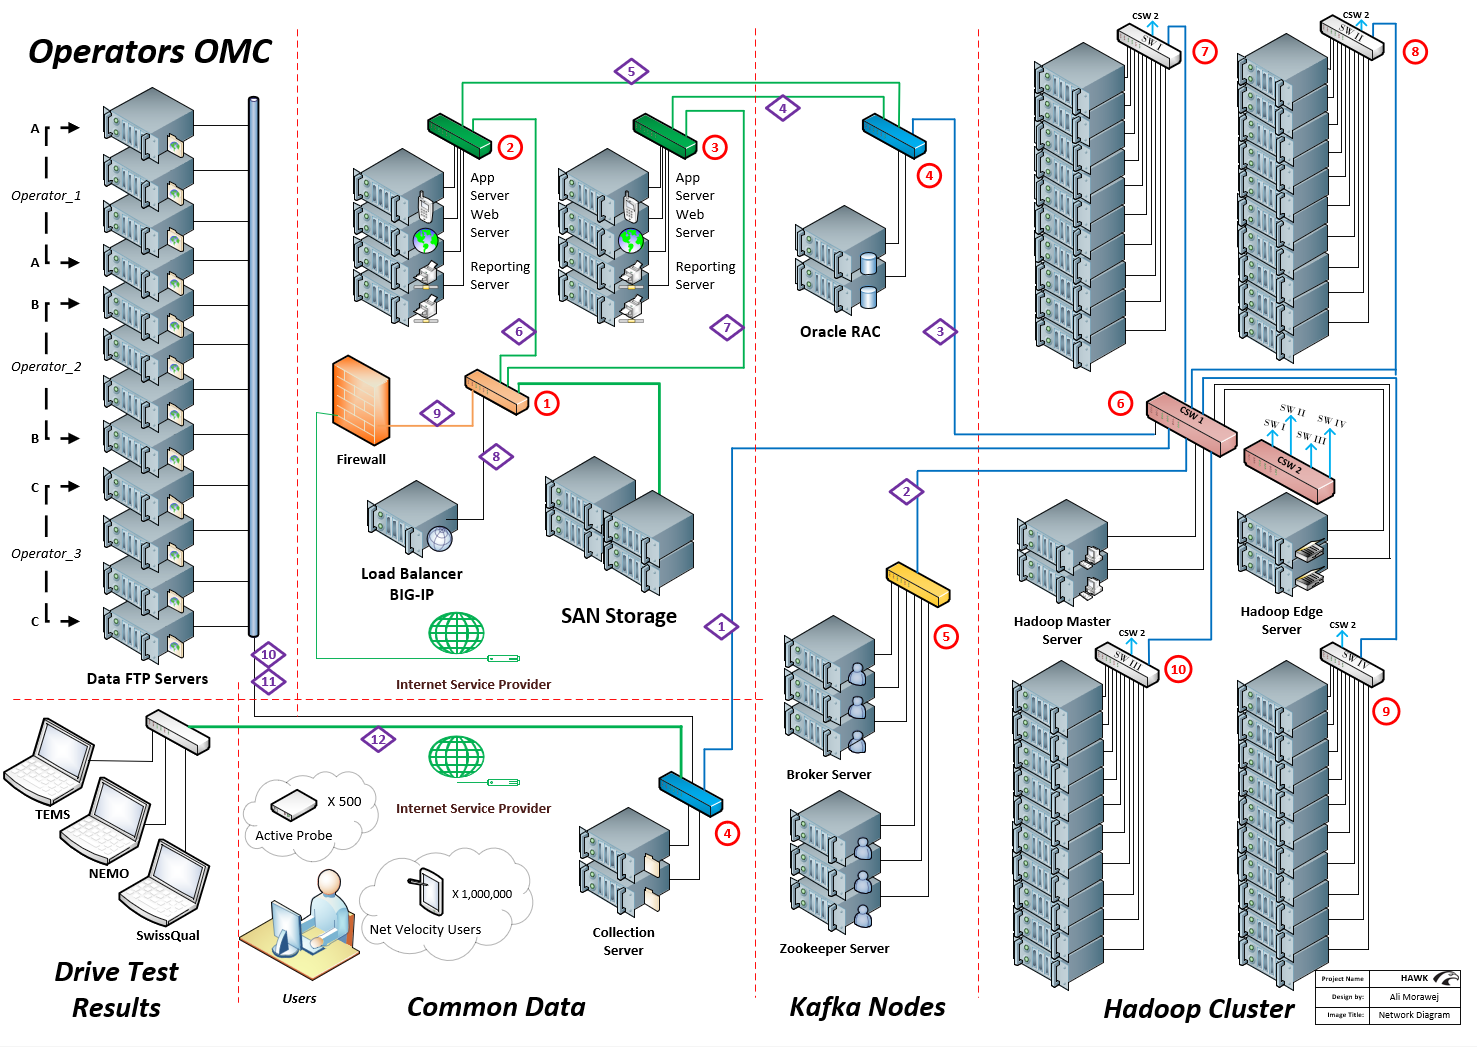 Operators OMC
A
Operator_1
A
B
Operator_2
B
C
Operator_3
C
Data FTP Servers
10
11
5
4
2
3
4
App
Server
Web
Server
Reporting
Server
App
Server
Web
Server
Reporting
Server
Oracle RAC
6
7
3
9
1
8
Firewall
Load Balancer
BIG-IP
SAN Storage
Internet Service Provider
1
2
5
Broker Server
Zookeeper Server
Kafka Nodes
CSW 2
SW I
7
CSW 2
SW II
8
6
CSW 1
SW I
SW II
SW III
SW IV
CSW 2
Hadoop Master
Server
Hadoop Edge
Server
CSW 2
SW III
10
CSW 2
SW IV
9
Hadoop Cluster
TEMS
NEMO
SwissQual
Drive Test
Results
12
Internet Service Provider
X 500
Active Probe
X 1,000,000
Net Velocity Users
Users
4
Collection
Server
Common Data
Project Name
HAWK
Design by:
Ali Morawej
Image Title:
Network Diagram